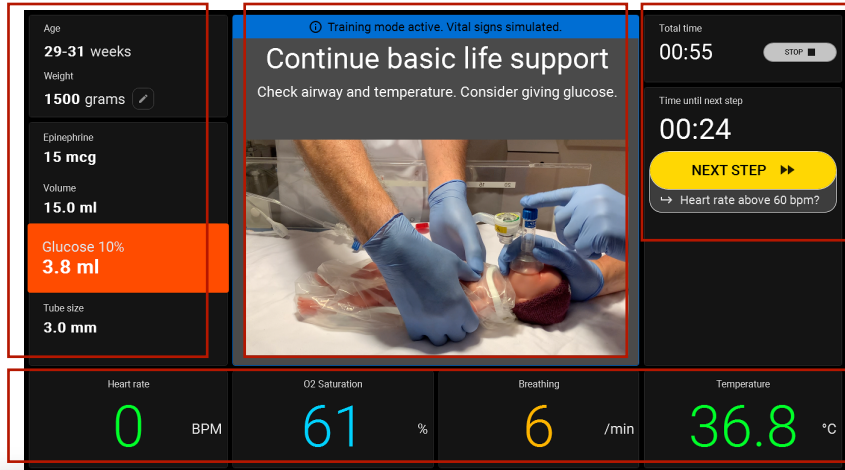 Age
29-31 weeks
Weight
1500 grams
Epinephrine
15 mcg
Volume
15.0 ml
Glucose 10%
3.8 ml
Tube size
3.0 mm
Training mode active. Vital signs simulated.
Continue basic life support
Check airway and temperature. Consider giving glucose.
Total time
00:55
STOP
Time until next step
00:24
NEXT STEP
Heart rate above 60 bpm?
Heart rate
0 BPM
O2 Saturation
61 %
Breathing
6 /min
Temperature
36.8 °C